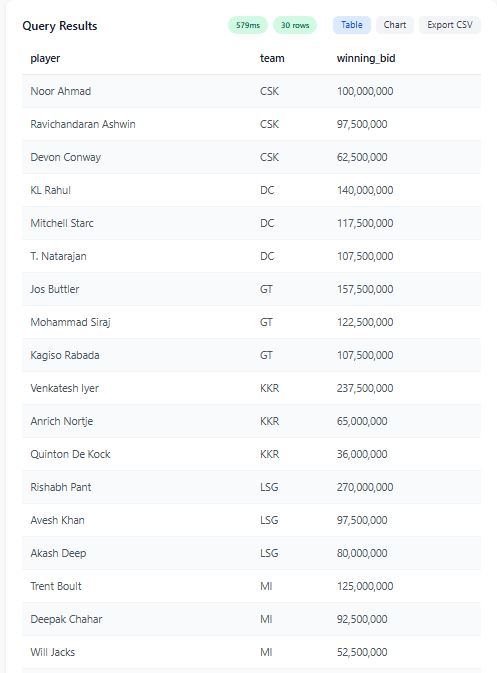 Query Results 579ms 30 rows Table Chart Export CSV
player team winning_bid
Noor Ahmad CSK 100,000,000
Ravichandaran Ashwin CSK 97,500,000
Devon Conway CSK 62,500,000
KL Rahul DC 140,000,000
Mitchell Starc DC 117,500,000
T. Natarajan DC 107,500,000
Jos Buttler GT 157,500,000
Mohammad Siraj GT 122,500,000
Kagiso Rabada GT 107,500,000
Venkatesh Iyer KKR 237,500,000
Anrich Nortje KKR 65,000,000
Quinton De Kock KKR 36,000,000
Rishabh Pant LSG 270,000,000
Avesh Khan LSG 97,500,000
Akash Deep LSG 80,000,000
Trent Boult MI 125,000,000
Deepak Chahar MI 92,500,000
Will Jacks MI 52,500,000